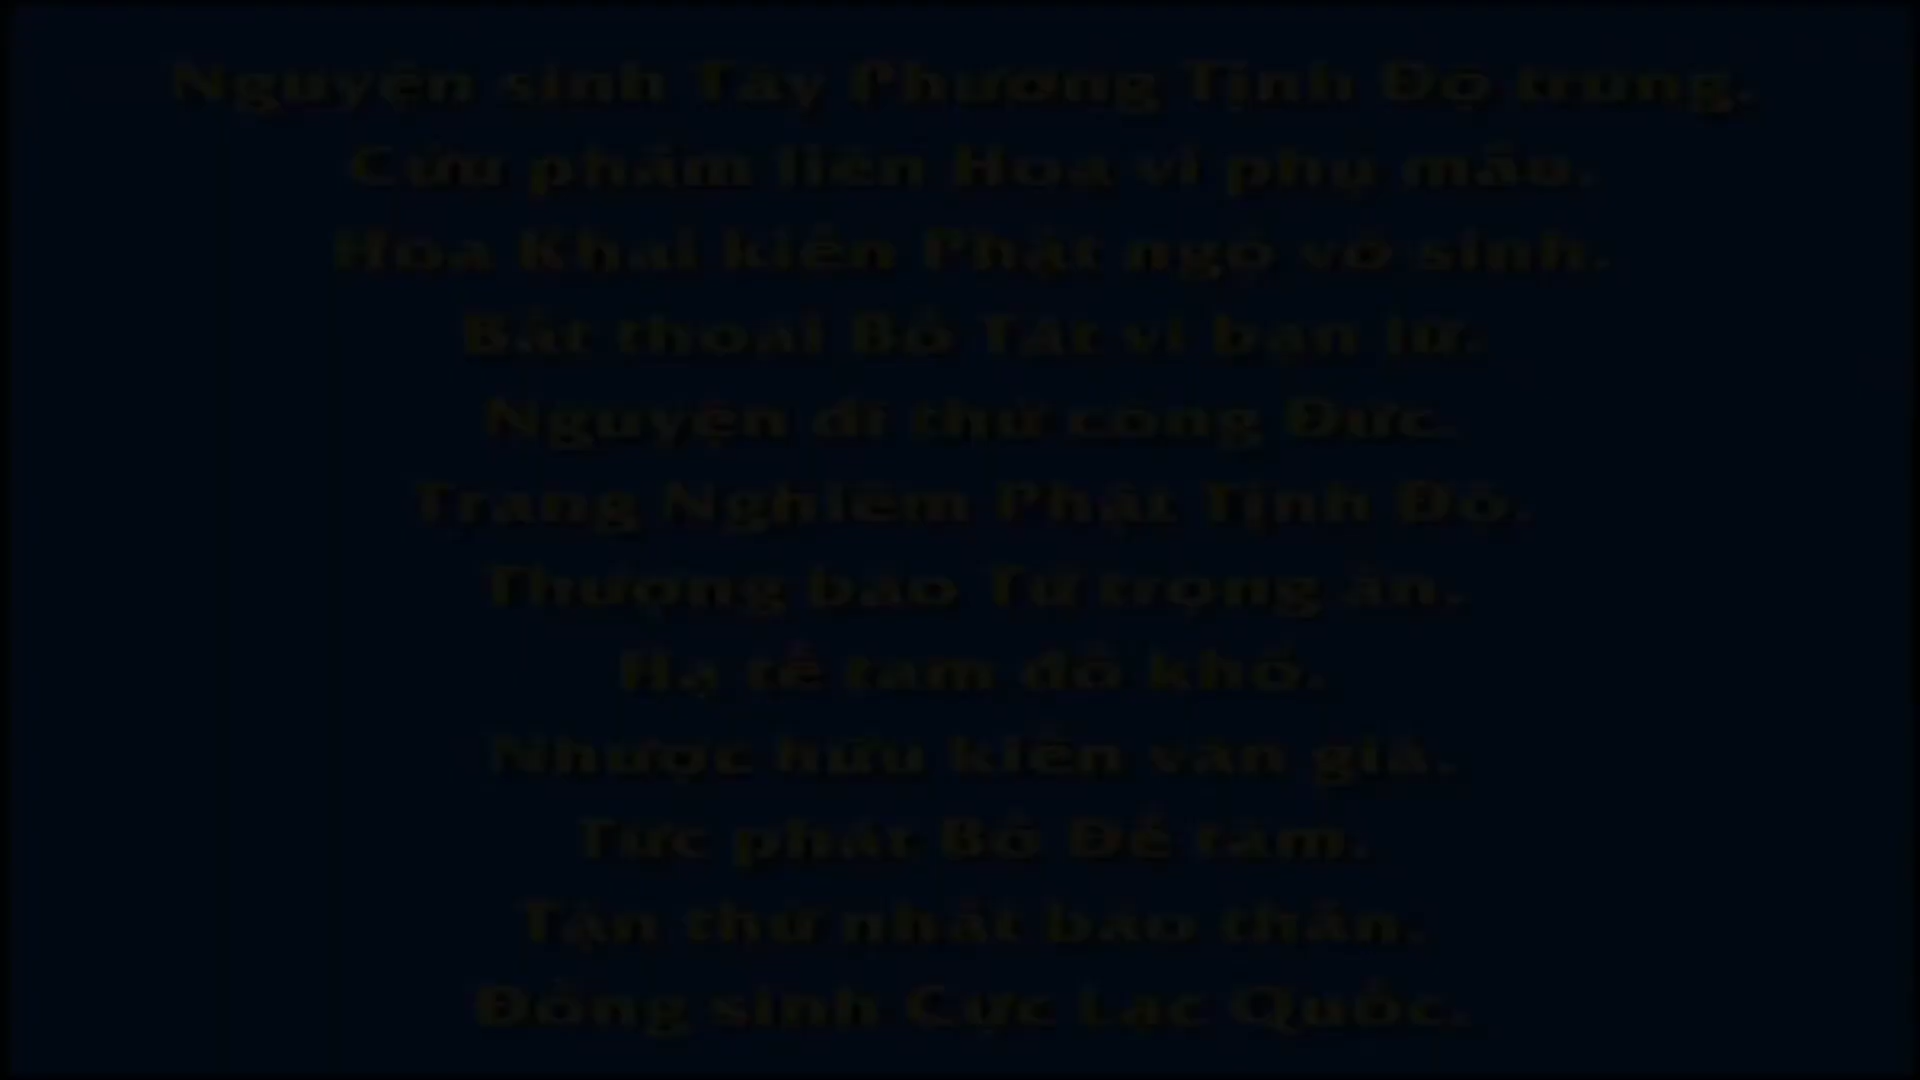 Nguyện sinh Tây Phương Tịnh Độ trung.
Cửu phẩm liên Hoa vi phụ mẫu.
Hoa Khai kiến Phật ngộ vô sinh.
Bất thoái Bồ Tát vi bạn lữ.
Nguyện dĩ thử công Đức.
Trang Nghiêm Phật Tịnh Độ.
Thượng báo Tứ trọng ân.
Hạ tế tam đồ khổ.
Nhược hữu kiến văn giả.
Tức phát Bồ Đề tâm.
Tận thử nhất báo thân.
Đồng sinh Cực Lạc Quốc.